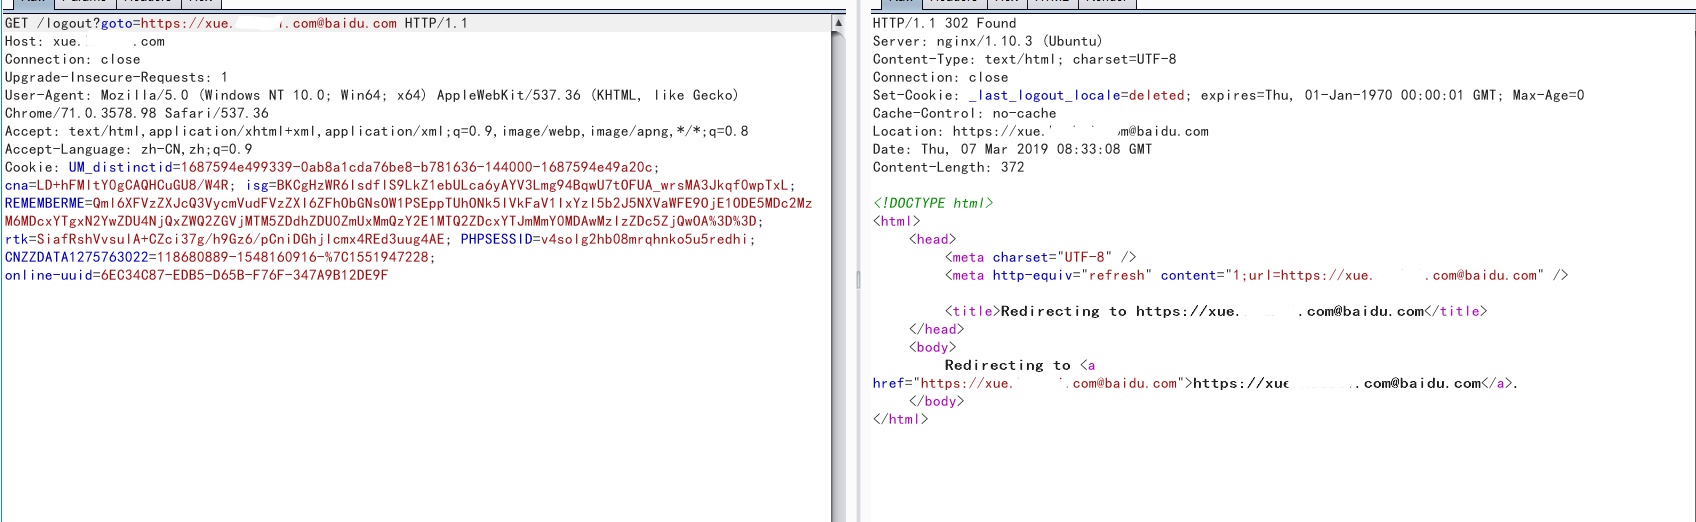 GET /logout?goto=https://xue. .com@baidu.com HTTP/1.1
Host: xue. .com
Connection: close
Upgrade-Insecure-Requests: 1
User-Agent: Mozilla/5.0 (Windows NT 10.0; Win64; x64) AppleWebKit/537.36 (KHTML, like Gecko)
Chrome/71.0.3578.98 Safari/537.36
Accept: text/html,application/xhtml+xml,application/xml;q=0.9,image/webp,image/apng,*/*;q=0.8
Accept-Language: zh-CN,zh;q=0.9
Cookie: UM_distinctid=1687594e499339-0ab8a1cda76be8-b781636-144000-1687594e49a20c;
cna=LD+hFMltYOgCAQHCuGU8/W4R; isg=BKCgHzWR6IsdfIS9LkZ1ebULca6yAYV3Lmg94BqwU7tOFUA_wrsMA3Jkqf0wpTxL;
REMEMBERME=QmI6XFVzZXJcQ3VycmVudFVzZXI6ZFhObGNsOW1PSEppTUhONk5IVkFaV1IxYzI5b2J5NXVaWFE9OjE1ODE5MDc2Mz
M6MDcxYTgxN2YwZDU4NjQxZWQ2ZGVjMTM5ZDdhZDU0ZmUxMmQzY2E1MTQ2ZDcxYTJmMmY0MDAwMzIzZDc5ZjQwOA%3D%3D;
rtk=SiafRshVvsulA+CZci37g/h9Gz6/pCniDGhjIcmx4REd3uug4AE; PHPSESSID=v4solg2hb08mrqhnko5u5redhi;
CNZZDATA1275763022=118680889-1548160916-%7C1551947228;
online-uuid=6EC34C87-EDB5-D65B-F76F-347A9B12DE9F
HTTP/1.1 302 Found
Server: nginx/1.10.3 (Ubuntu)
Content-Type: text/html; charset=UTF-8
Connection: close
Set-Cookie: _last_logout_locale=deleted; expires=Thu, 01-Jan-1970 00:00:01 GMT; Max-Age=0
Cache-Control: no-cache
Location: https://xue. m@baidu.com
Date: Thu, 07 Mar 2019 08:33:08 GMT
Content-Length: 372
<!DOCTYPE html>
<html>
<head>
<meta charset="UTF-8" />
<meta http-equiv="refresh" content="1;url=https://xue. .com@baidu.com" />
<title>Redirecting to https://xue. .com@baidu.com</title>
</head>
<body>
Redirecting to <a
href="https://xue. .com@baidu.com">https://xue .com@baidu.com</a>.
</body>
</html>